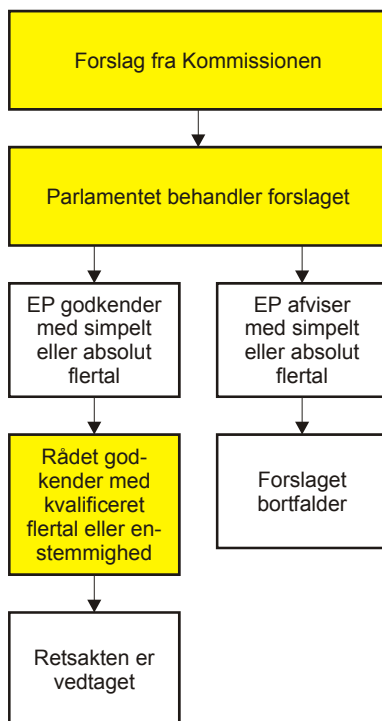 Forslag fra Kommissionen
Parlamentet behandler forslaget
EP godkender
med simpelt
eller absolut
flertal
EP afviser
med simpelt
eller absolut
flertal
Rådet god-
kender med
kvalificeret
flertal eller en-
stemmighed
Forslaget
bortfalder
Retsakten er
vedtaget